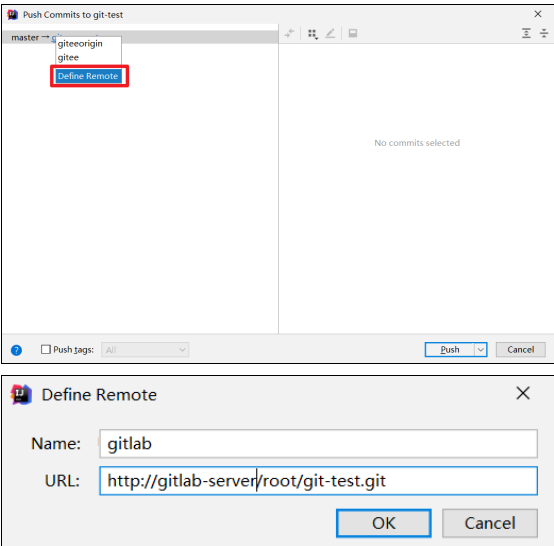 Push Commits to git-test
master →
giteeorigin
gitee
Define Remote
No commits selected
Push tags: All
Push
Cancel
Define Remote
Name: gitlab
URL: http://gitlab-server/root/git-test.git
OK
Cancel